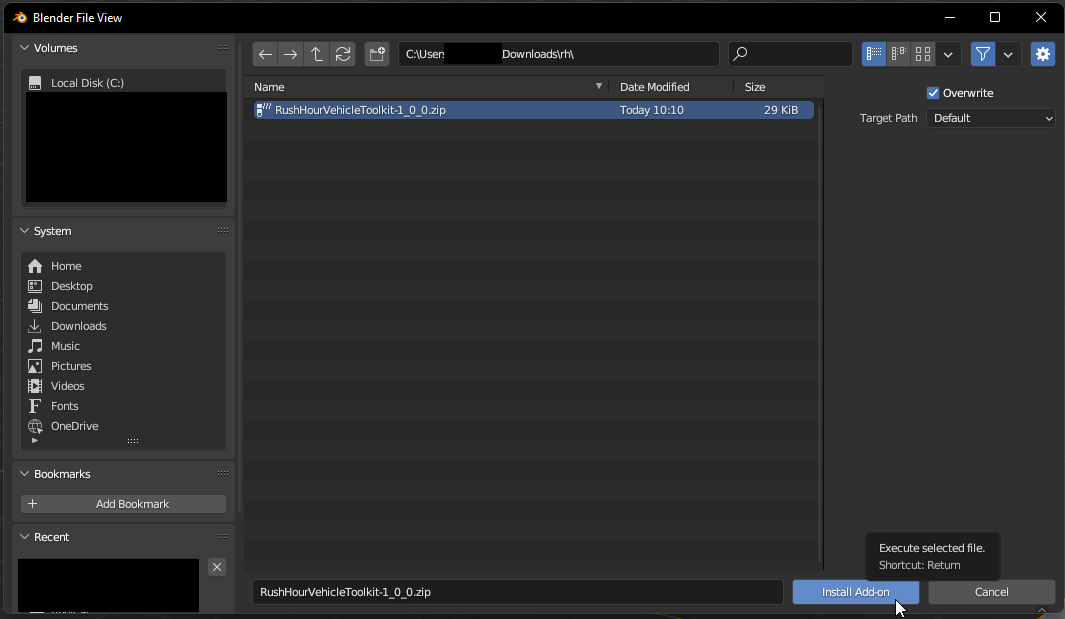 Blender File View
Volumes
Local Disk (C:)
System
Home
Desktop
Documents
Downloads
Music
Pictures
Videos
Fonts
OneDrive
Bookmarks
+ Add Bookmark
Recent
C:\Users Downloads\rh\
Name Date Modified Size
RushHourVehicleToolkit-1_0_0.zip Today 10:10 29 KiB
Overwrite
Target Path Default
Execute selected file.
Shortcut: Return
RushHourVehicleToolkit-1_0_0.zip Install Add-on Cancel